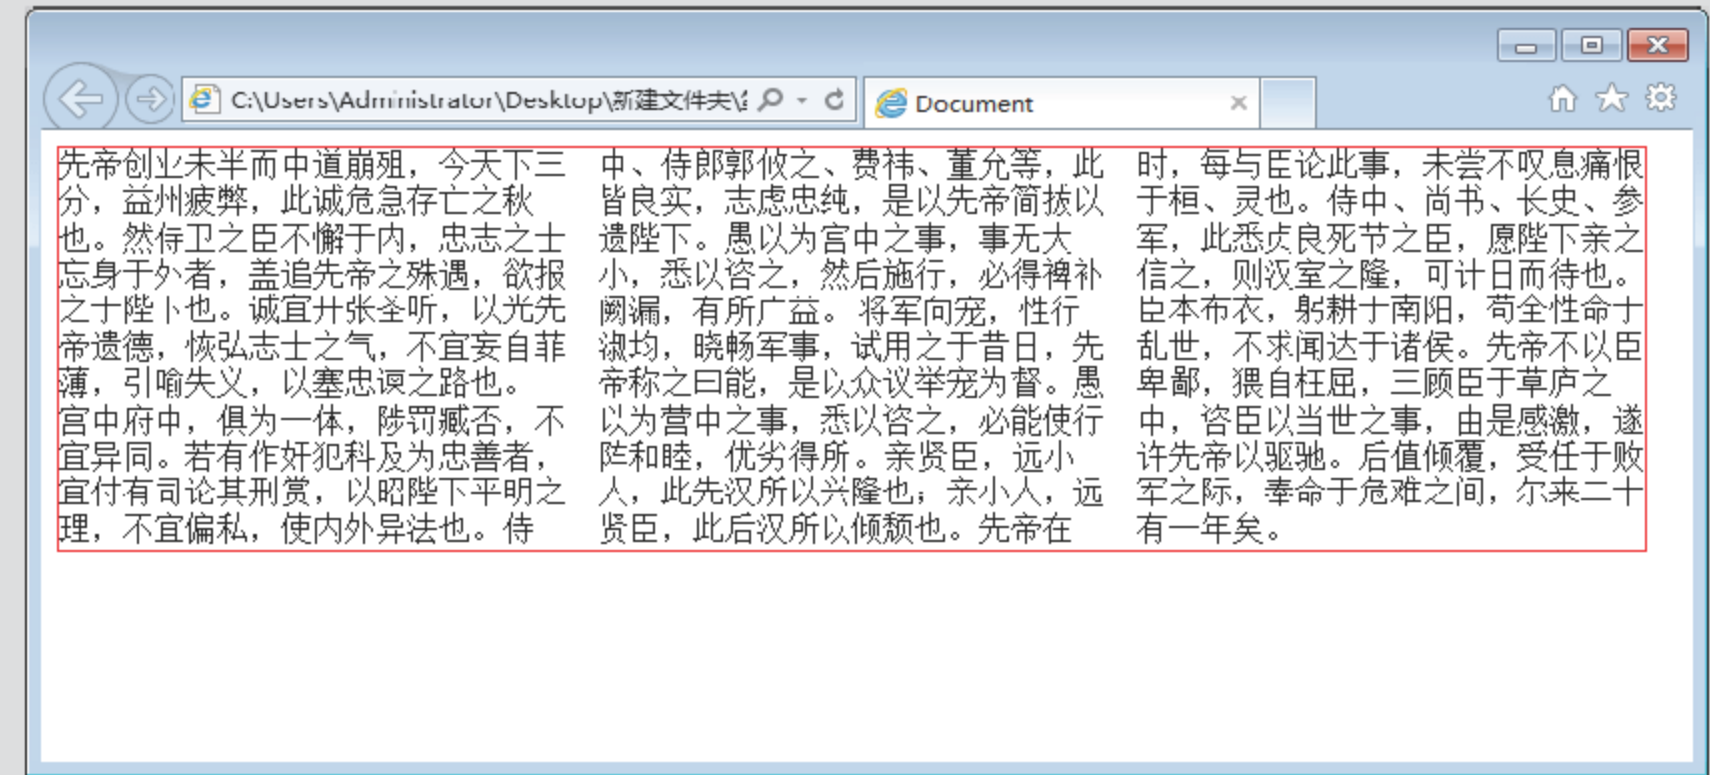 C:\Users\Administrator\Desktop\新建文件夹\
Document
先帝创业未半而中道崩殂，今天下三
分，益州疲弊，此诚危急存亡之秋
也。然侍卫之臣不懈于内，忠志之士
忘身于外者，盖追先帝之殊遇，欲报
之于陛下也。诚宜开张圣听，以光先
帝遗德，恢弘志士之气，不宜妄自菲
薄，引喻失义，以塞忠谏之路也。
宫中府中，俱为一体，陟罚臧否，不
宜异同。若有作奸犯科及为忠善者，
宜付有司论其刑赏，以昭陛下平明之
理，不宜偏私，使内外异法也。侍
中、侍郎郭攸之、费祎、董允等，此
皆良实，志虑忠纯，是以先帝简拔以
遗陛下。愚以为宫中之事，事无大
小，悉以咨之，然后施行，必得裨补
阙漏，有所广益。将军向宠，性行
淑均，晓畅军事，试用之于昔日，先
帝称之曰能，是以众议举宠为督。愚
以为营中之事，悉以咨之，必能使行
阵和睦，优劣得所。亲贤臣，远小
人，此先汉所以兴隆也；亲小人，远
贤臣，此后汉所以倾颓也。先帝在
时，每与臣论此事，未尝不叹息痛恨
于桓、灵也。侍中、尚书、长史、参
军，此悉贞良死节之臣，愿陛下亲之
信之，则汉室之隆，可计日而待也。
臣本布衣，躬耕于南阳，苟全性命于
乱世，不求闻达于诸侯。先帝不以臣
卑鄙，猥自枉屈，三顾臣于草庐之
中，咨臣以当世之事，由是感激，遂
许先帝以驱驰。后值倾覆，受任于败
军之际，奉命于危难之间，尔来二十
有一年矣。